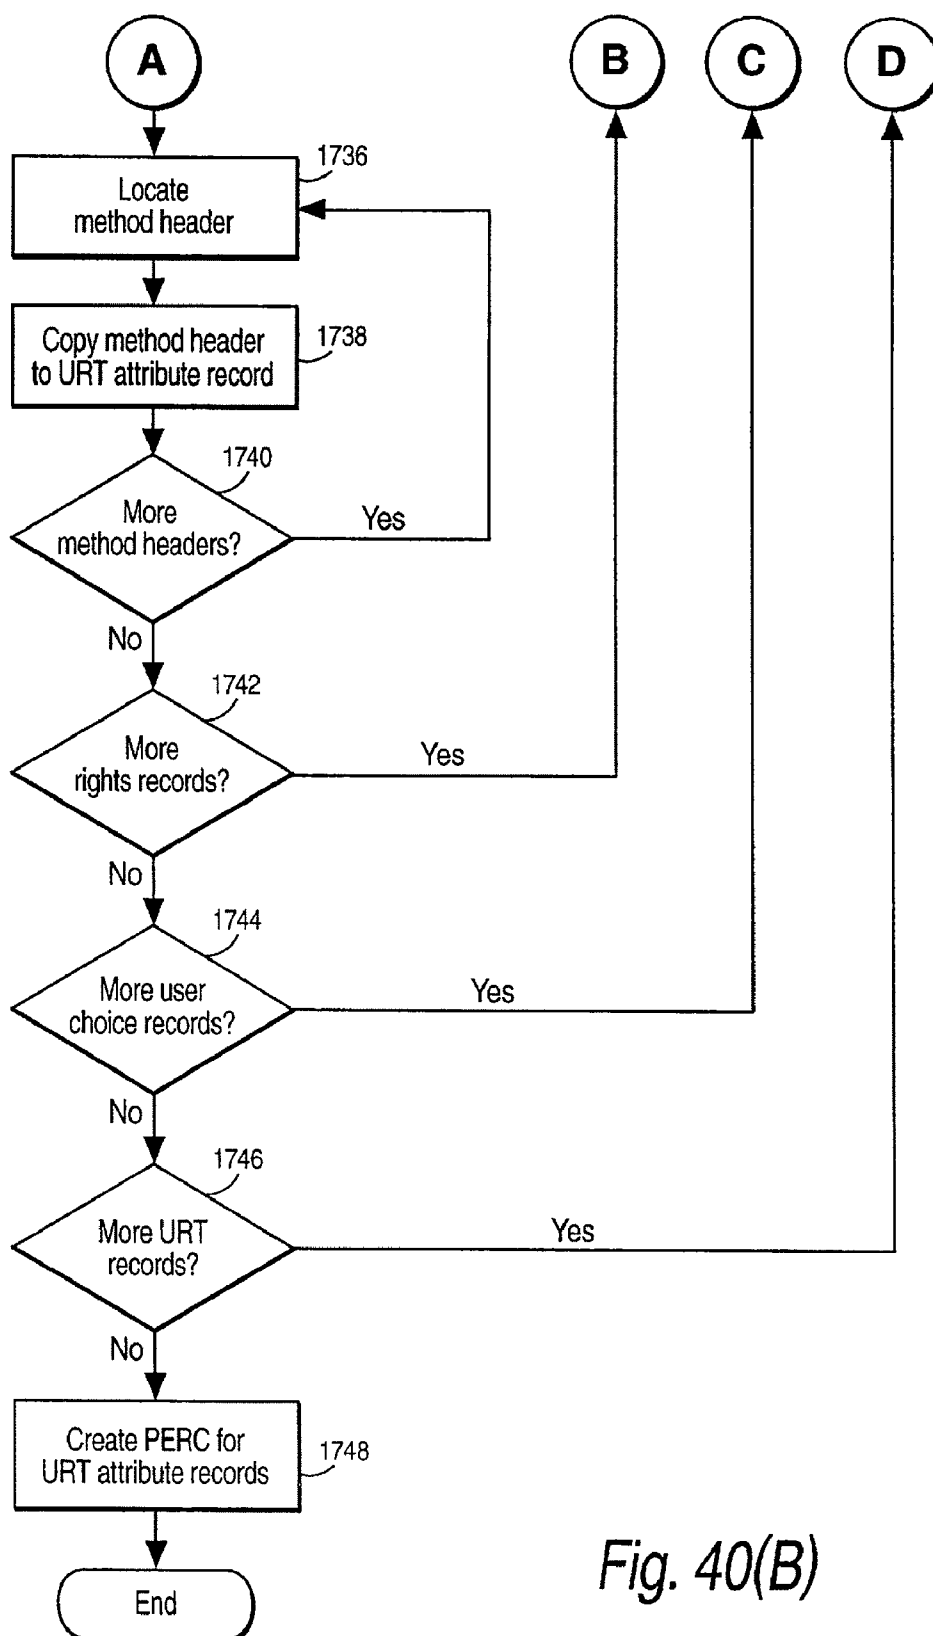 A
B
C
D
1736
Locate
method header
1738
Copy method header
to URT attribute record
1740
More
method headers?
Yes
No
1742
More
rights records?
Yes
No
1744
More user
choice records?
Yes
No
1746
More URT
records?
Yes
No
1748
Create PERC for
URT attribute records
End
Fig. 40(B)